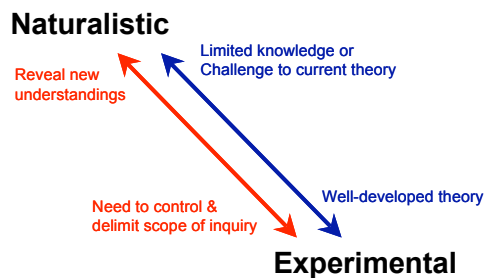 Naturalistic
Limited knowledge or
Challenge to current theory
Reveal new
understandings
Well-developed theory
Need to control &
delimit scope of inquiry
Experimental